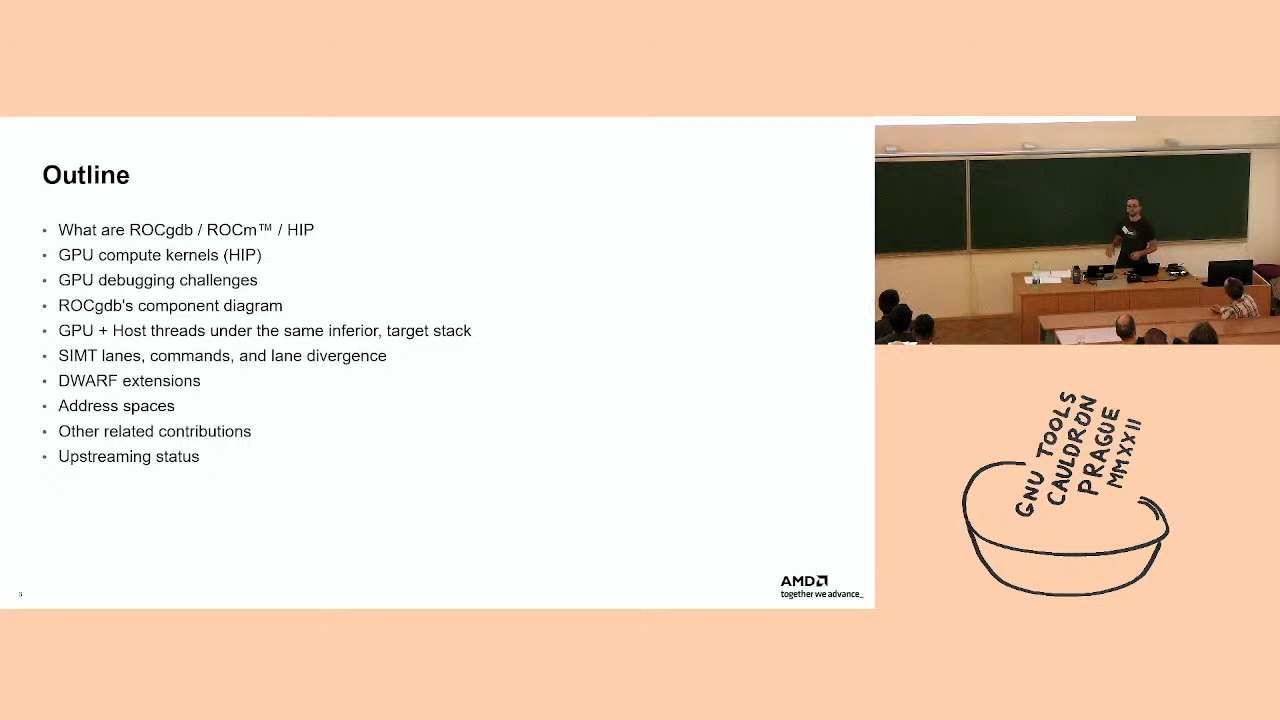 Outline
• What are ROCgdb / ROCm™ / HIP
• GPU compute kernels (HIP)
• GPU debugging challenges
• ROCgdb's component diagram
• GPU + Host threads under the same inferior, target stack
• SIMT lanes, commands, and lane divergence
• DWARF extensions
• Address spaces
• Other related contributions
• Upstreaming status
3
AMD
together we advance_
GNU TOOLS
CAULDRON
PRAGUE
MMXXII